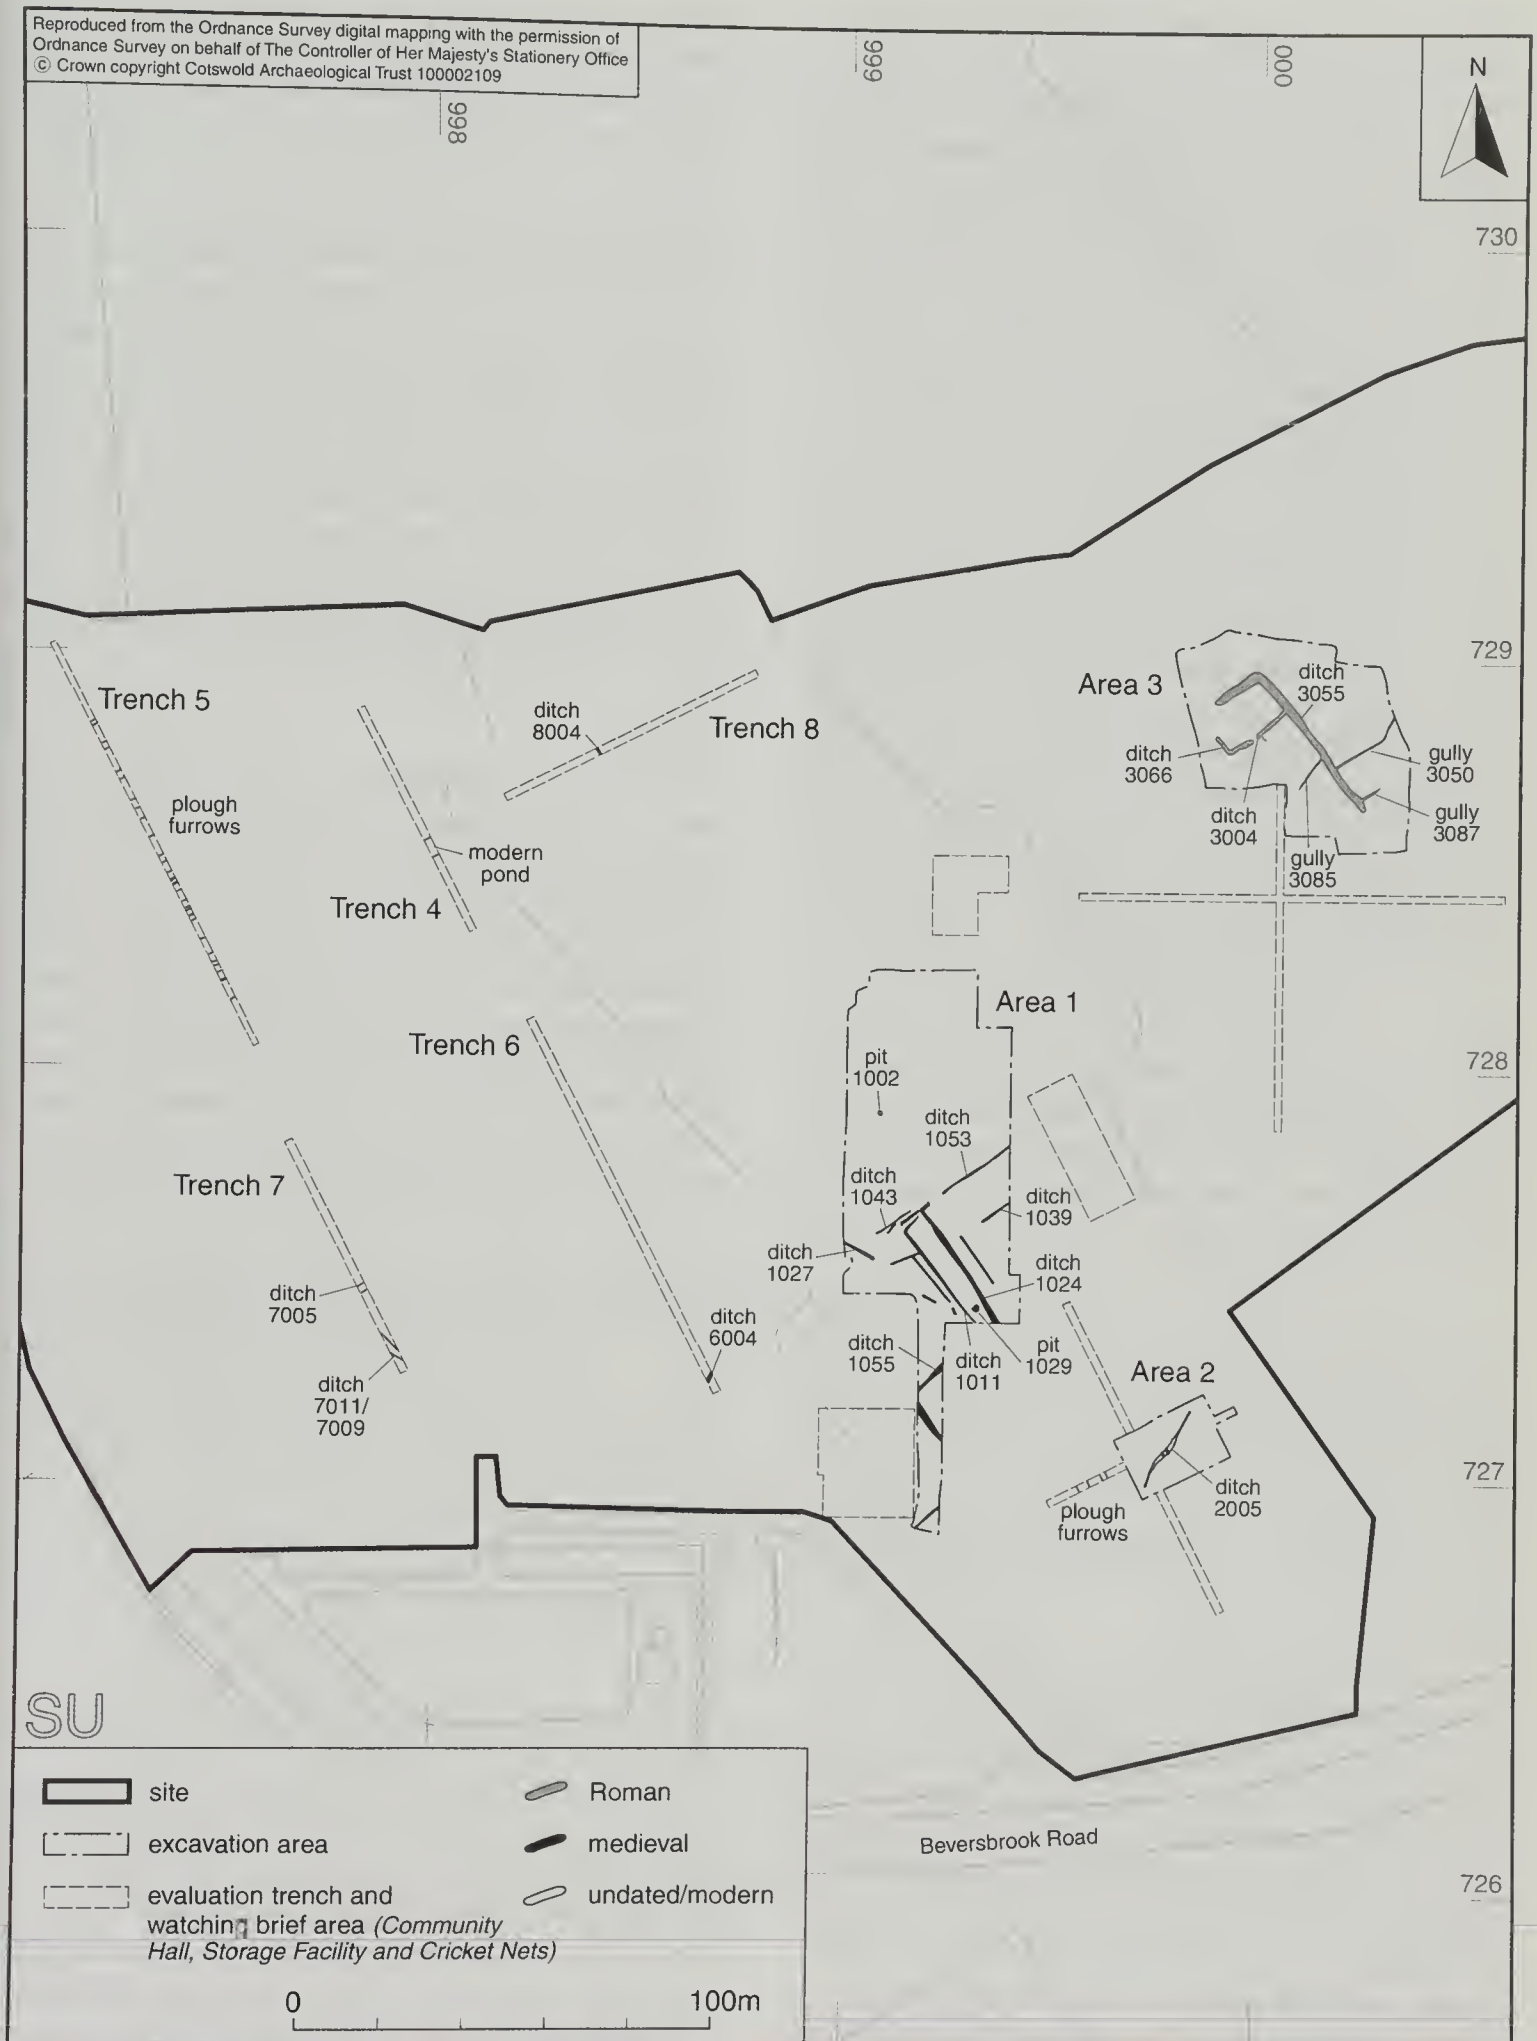 Reproduced from the Ordnance Survey digital mapping with the permission of
Ordnance Survey on behalf of The Controller of Her Majesty's Stationery Office
© Crown copyright Cotswold Archaeological Trust 100002109
998
999
000
N
730
729
Area 3
ditch
3055
ditch
3066
gully
3050
ditch
3004
gully
3087
gully
3085
Trench 5
ditch
8004
Trench 8
plough
furrows
modern
pond
Trench 4
Area 1
Trench 6
728
pit
1002
ditch
1053
ditch
1043
ditch
1039
Trench 7
ditch
1027
ditch
1024
ditch
7005
ditch
6004
ditch
1055
ditch
1011
pit
1029
Area 2
ditch
7011/
7009
727
ditch
2005
plough
furrows
SU
site
Roman
excavation area
medieval
evaluation trench and
watching brief area (Community
Hall, Storage Facility and Cricket Nets)
undated/modern
Beversbrook Road
726
0
100m